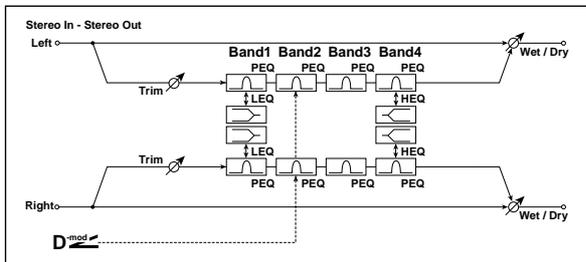 Stereo In - Stereo Out
Left
Band1 Band2 Band3 Band4
PEQ PEQ PEQ PEQ
Wet / Dry
Trim
LEQ HEQ
LEQ HEQ
Trim
PEQ PEQ PEQ PEQ
Right
Wet / Dry
D-mod